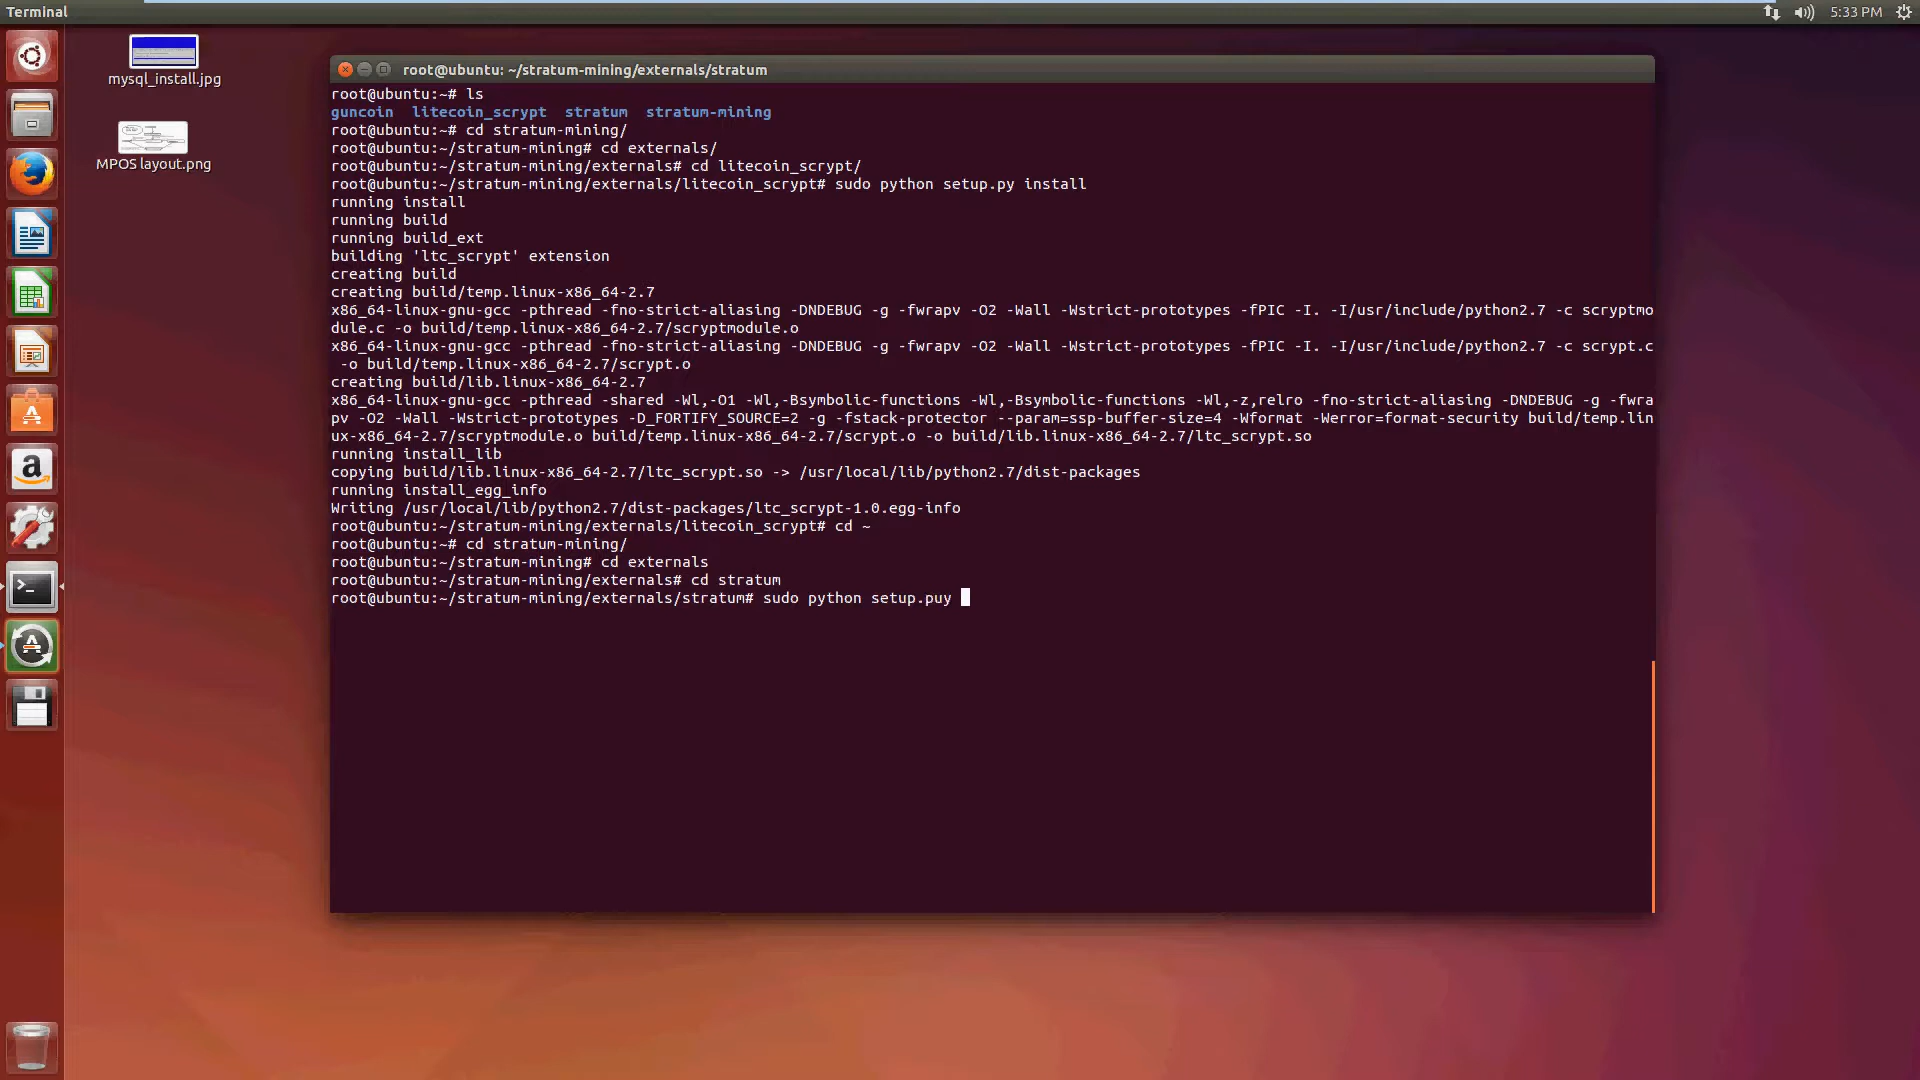 Terminal
5:33 PM
mysql_install.jpg
MPOS layout.png
root@ubuntu: ~/stratum-mining/externals/stratum
root@ubuntu:~# ls
guncoin  litecoin_scrypt  stratum  stratum-mining
root@ubuntu:~# cd stratum-mining/
root@ubuntu:~/stratum-mining# cd externals/
root@ubuntu:~/stratum-mining/externals# cd litecoin_scrypt/
root@ubuntu:~/stratum-mining/externals/litecoin_scrypt# sudo python setup.py install
running install
running build
running build_ext
building 'ltc_scrypt' extension
creating build
creating build/temp.linux-x86_64-2.7
x86_64-linux-gnu-gcc -pthread -fno-strict-aliasing -DNDEBUG -g -fwrapv -O2 -Wall -Wstrict-prototypes -fPIC -I. -I/usr/include/python2.7 -c scryptmo
dule.c -o build/temp.linux-x86_64-2.7/scryptmodule.o
x86_64-linux-gnu-gcc -pthread -fno-strict-aliasing -DNDEBUG -g -fwrapv -O2 -Wall -Wstrict-prototypes -fPIC -I. -I/usr/include/python2.7 -c scrypt.c
-o build/temp.linux-x86_64-2.7/scrypt.o
creating build/lib.linux-x86_64-2.7
x86_64-linux-gnu-gcc -pthread -shared -Wl,-O1 -Wl,-Bsymbolic-functions -Wl,-Bsymbolic-functions -Wl,-z,relro -fno-strict-aliasing -DNDEBUG -g -fwra
pv -O2 -Wall -Wstrict-prototypes -D_FORTIFY_SOURCE=2 -g -fstack-protector --param=ssp-buffer-size=4 -Wformat -Werror=format-security build/temp.lin
ux-x86_64-2.7/scryptmodule.o build/temp.linux-x86_64-2.7/scrypt.o -o build/lib.linux-x86_64-2.7/ltc_scrypt.so
running install_lib
copying build/lib.linux-x86_64-2.7/ltc_scrypt.so -> /usr/local/lib/python2.7/dist-packages
running install_egg_info
Writing /usr/local/lib/python2.7/dist-packages/ltc_scrypt-1.0.egg-info
root@ubuntu:~/stratum-mining/externals/litecoin_scrypt# cd ~
root@ubuntu:~# cd stratum-mining/
root@ubuntu:~/stratum-mining# cd externals
root@ubuntu:~/stratum-mining/externals# cd stratum
root@ubuntu:~/stratum-mining/externals/stratum# sudo python setup.puy